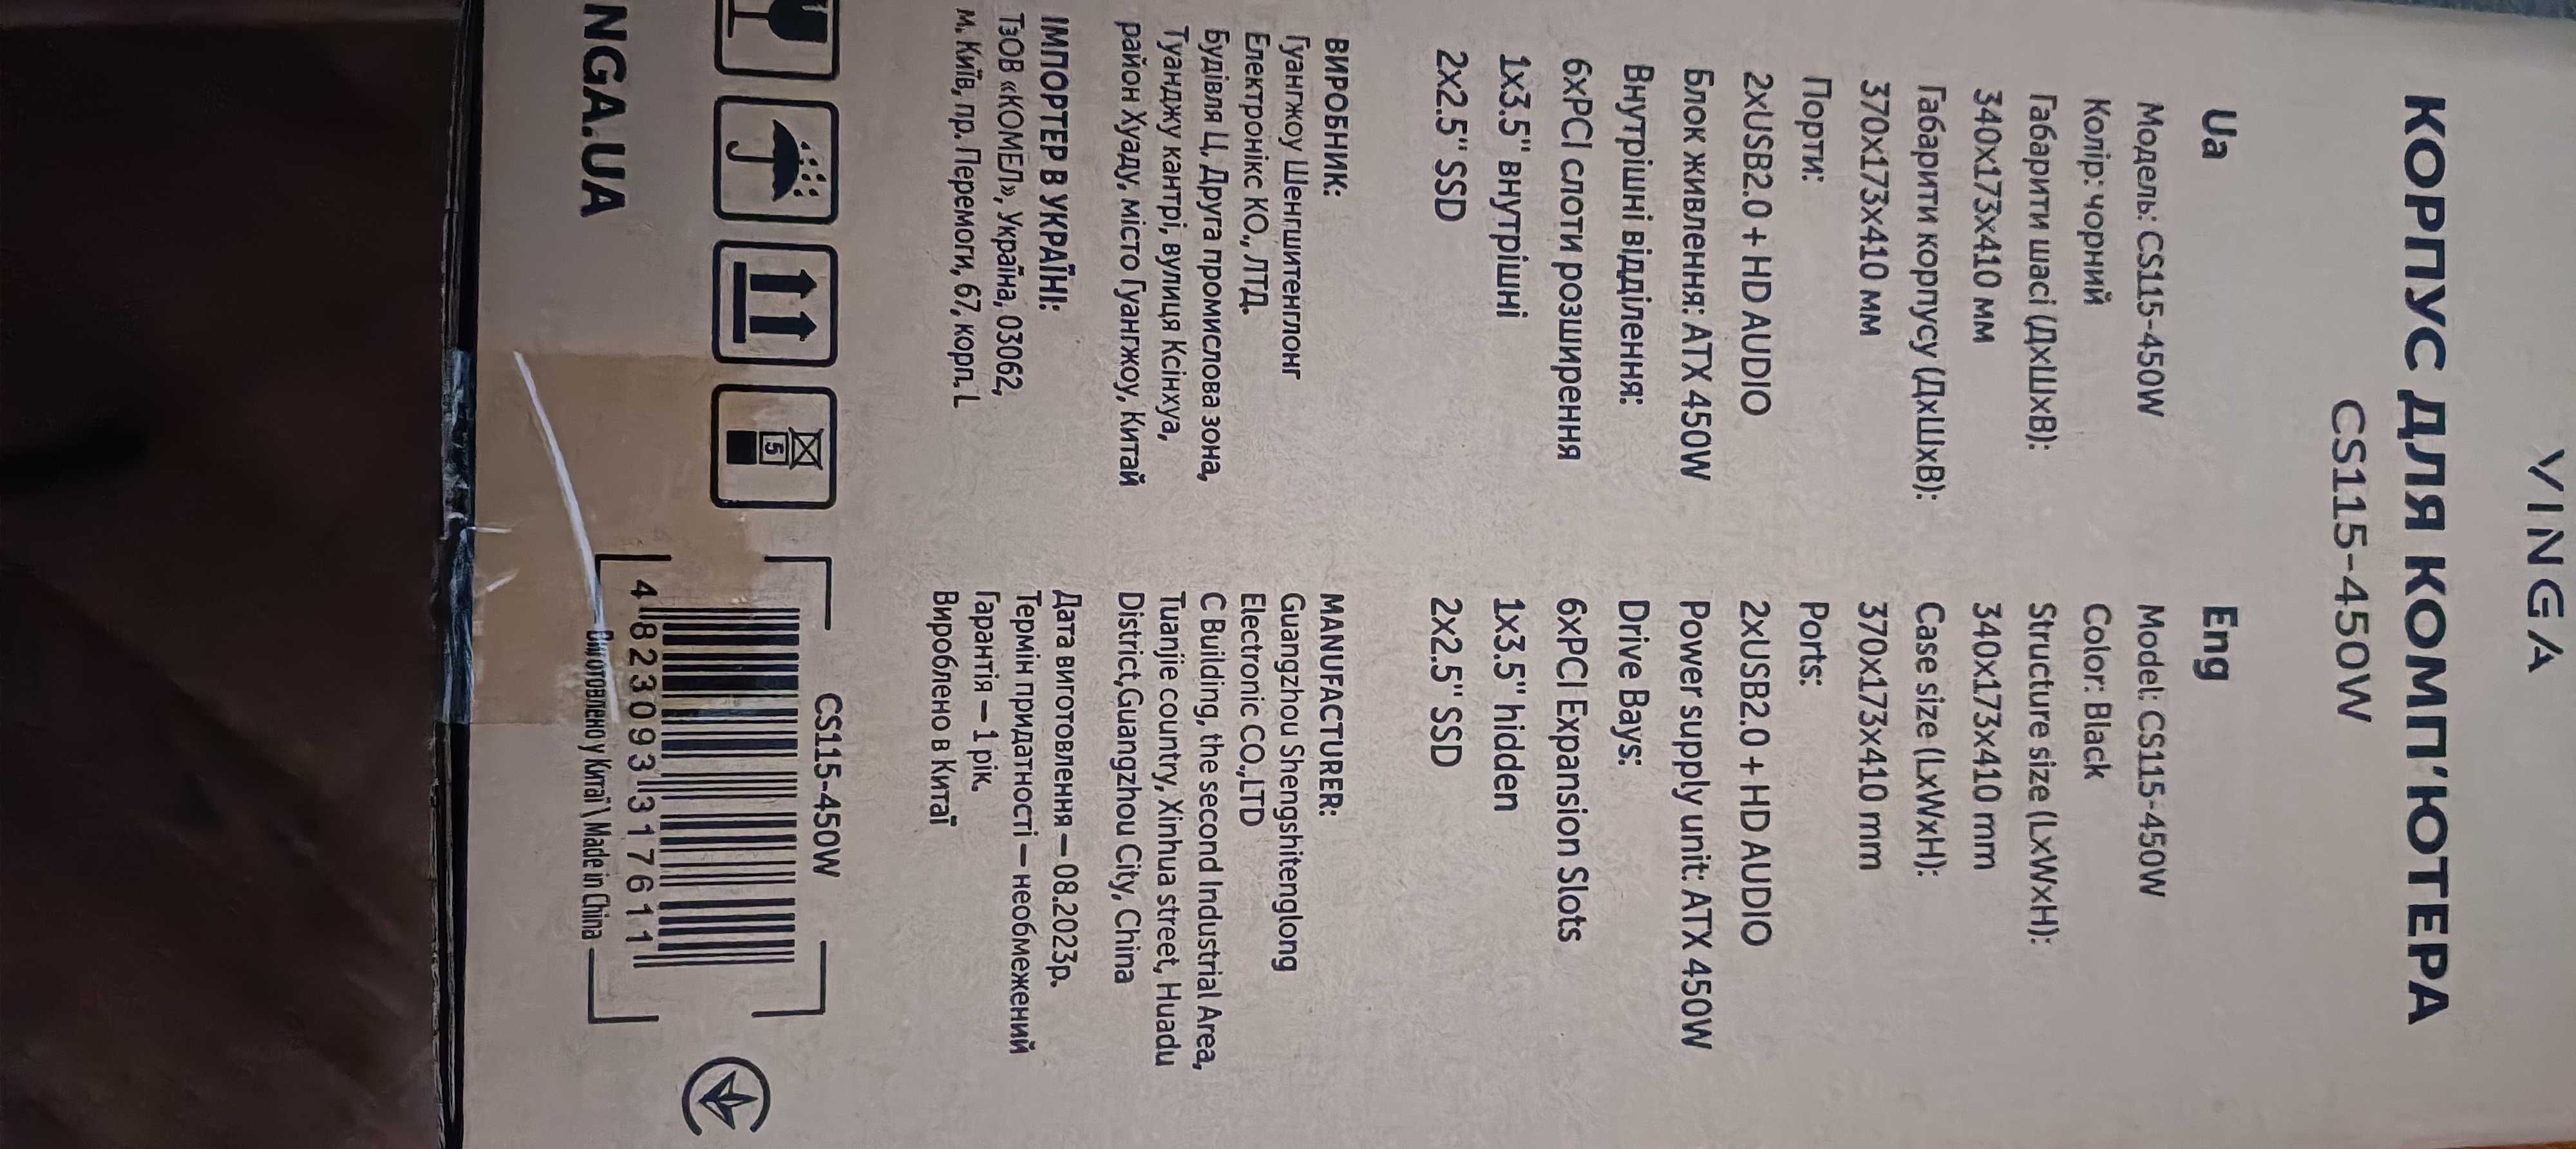 VINGA
КОРПУС ДЛЯ КОМП'ЮТЕРА
CS115-450W
Ua
Модель: CS115-450W
Колір: чорний
Габарити шасі (ДхШхВ):
340x173x410 мм
Габарити корпусу (ДхШхВ):
370x173x410 мм
Порти:
2xUSB2.0 + HD AUDIO
Блок живлення: ATX 450W
Внутрішні відділення:
6xPCI слоти розширення
1x3.5" внутрішні
2x2.5" SSD
ВИРОБНИК:
Гуангжоу Шенгшитенглонг
Електронікс КО., ЛТД.
Будівля Ц, Друга промислова зона,
Туанджу кантрі, вулиця Ксінхуа,
район Хуаду, місто Гуангжоу, Китай
ІМПОРТЕР В УКРАЇНІ:
ТзОВ «КОМЕЛ», Україна, 03062,
м. Київ, пр. Перемоги, 67, корп. L
Eng
Model: CS115-450W
Color: Black
Structure size (LxWxH):
340x173x410 mm
Case size (LxWxH):
370x173x410 mm
Ports:
2xUSB2.0 + HD AUDIO
Power supply unit: ATX 450W
Drive Bays:
6xPCI Expansion Slots
1x3.5" hidden
2x2.5" SSD
MANUFACTURER:
Guangzhou Shengshitenglong
Electronic CO.,LTD
C Building, the second Industrial Area,
Tuanjie country, Xinhua street, Huadu
District,Guangzhou City, China
Дата виготовлення — 08.2023р.
Термін придатності — необмежений
Гарантія — 1 рік.
Вироблено в Китаї
5
CS115-450W
4 823093 317611
Виготовлено у Китаї \ Made in China
NGA.UA